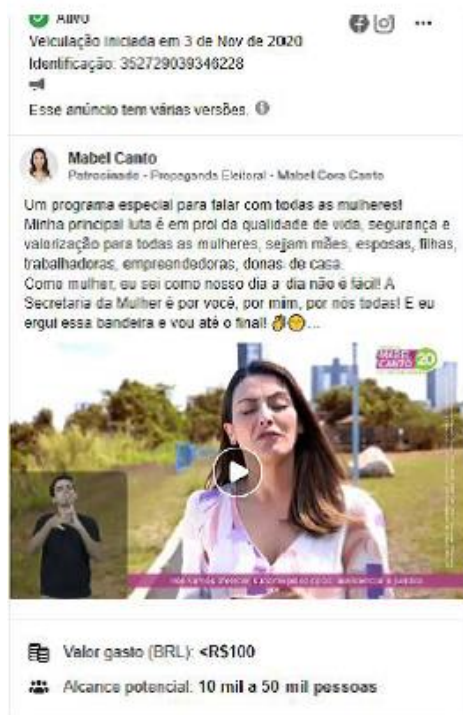 Ativo
Veiculação iniciada em 3 de Nov de 2020
Identificação: 352729039346228
Esse anúncio tem várias versões.
Mabel Canto
Patrocinado - Propaganda Eleitoral - Mabel Cora Canto
Um programa especial para falar com todas as mulheres!
Minha principal luta é em prol da qualidade de vida, segurança e
valorização para todas as mulheres, sejam mães, esposas, filhas,
trabalhadoras, empreendedoras, donas de casa.
Como mulher, eu sei como nosso dia a dia não é fácil! A
Secretaria da Mulher é por você, por mim, por nós todas! E eu
ergui essa bandeira e vou até o final! ✌😊...
MABEL
CANTO 20
Valor gasto (BRL): <R$100
Alcance potencial: 10 mil a 50 mil pessoas